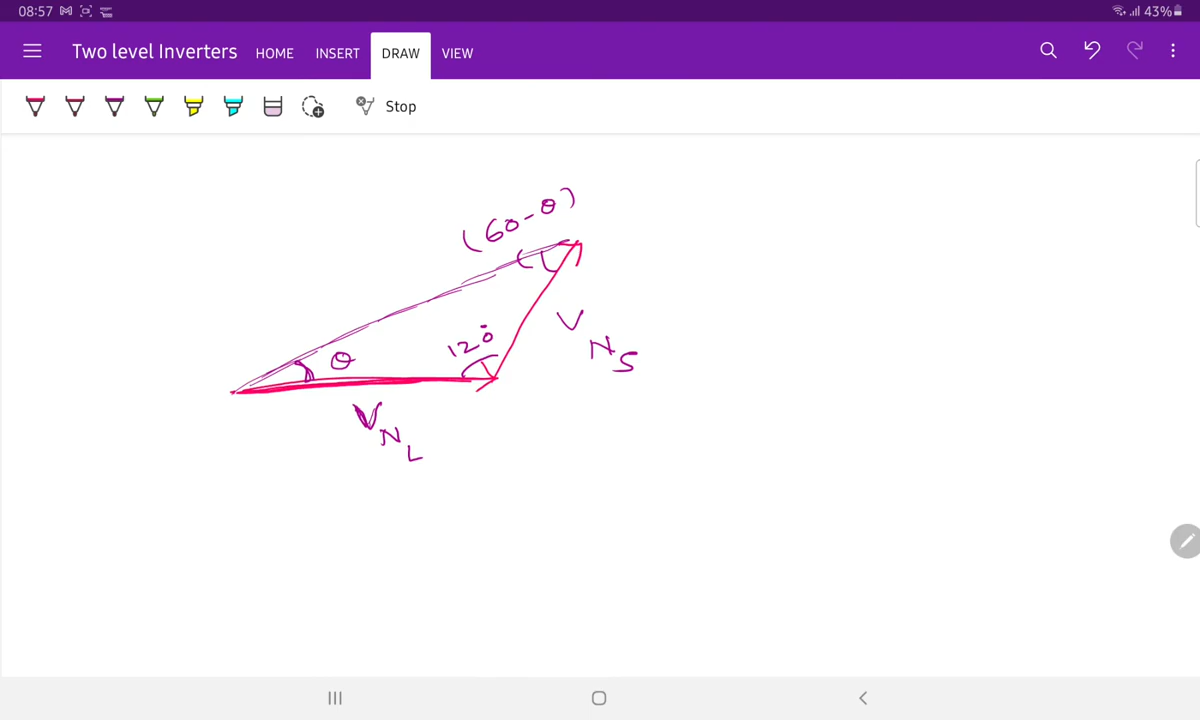 08:57 43%
Two level Inverters HOME INSERT DRAW VIEW
Stop
(60-θ)
120°
θ
V_NS
V_NL